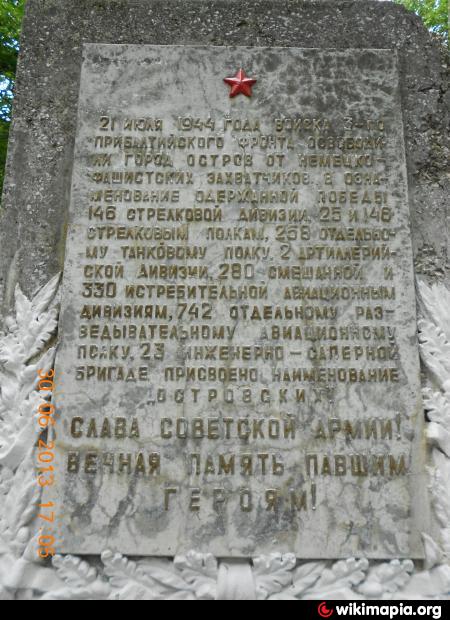 21 ИЮЛЯ 1944 ГОДА ВОЙСКА 3-ГО
ПРИБАЛТИЙСКОГО ФРОНТА ОСВОБОДИ-
ЛИ ГОРОД ОСТРОВ ОТ НЕМЕЦКО-
ФАШИСТСКИХ ЗАХВАТЧИКОВ. В ОЗНА-
МЕНОВАНИЕ ОДЕРЖАННОЙ ПОБЕДЫ
146 СТРЕЛКОВОЙ ДИВИЗИИ, 25 И 146
СТРЕЛКОВЫМ ПОЛКАМ, 258 ОТДЕЛЬНО-
МУ ТАНКОВОМУ ПОЛКУ, 2 АРТИЛЛЕРИЙ-
СКОЙ ДИВИЗИИ, 280 СМЕШАННОЙ И
330 ИСТРЕБИТЕЛЬНОЙ АВИАЦИОННЫМ
ДИВИЗИЯМ, 742 ОТДЕЛЬНОМУ РАЗ-
ВЕДЫВАТЕЛЬНОМУ АВИАЦИОННОМУ
ПОЛКУ, 23 ИНЖЕНЕРНО-САПЕРНОЙ
БРИГАДЕ ПРИСВОЕНО НАИМЕНОВАНИЕ
„ОСТРОВСКИХ"
СЛАВА СОВЕТСКОЙ АРМИИ!
ВЕЧНАЯ ПАМЯТЬ ПАВШИМ
ГЕРОЯМ!
30 06 2013 17:05
wikimapia.org